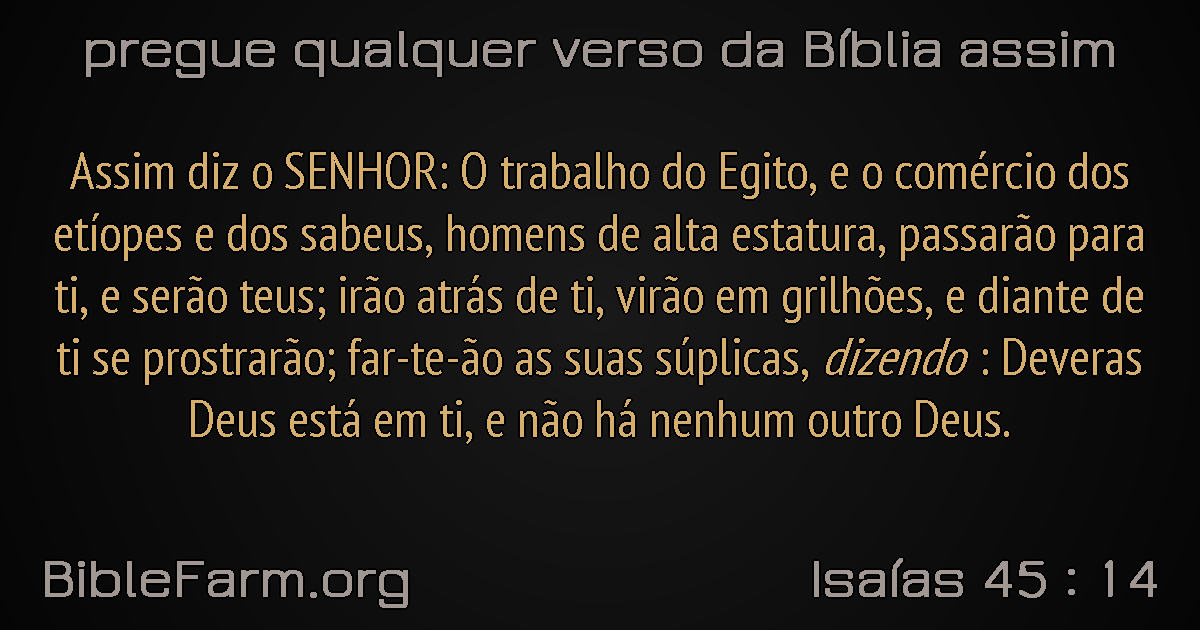 pregue qualquer verso da Bíblia assim
Assim diz o SENHOR: O trabalho do Egito, e o comércio dos
etíopes e dos sabeus, homens de alta estatura, passarão para
ti, e serão teus; irão atrás de ti, virão em grilhões, e diante de
ti se prostrarão; far-te-ão as suas súplicas, dizendo : Deveras
Deus está em ti, e não há nenhum outro Deus.
BibleFarm.org
Isaías 45 : 14